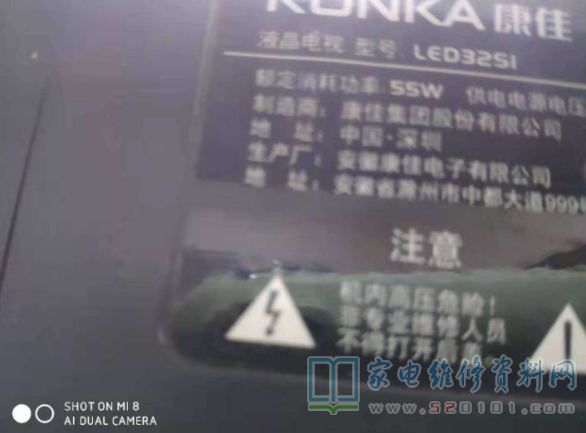 KONKA 康佳
液晶电视 型号: LED32S1
额定消耗功率: 55W 供电电源电压
制造商: 康佳集团股份有限公司
地 址: 中国·深圳
生产厂: 安徽康佳电子有限公司
地 址: 安徽省滁州市中都大道999号
注意
机内高压危险!
非专业维修人员
不得打开后盖。
家电维修资料网
www.520101.com
SHOT ON MI 8
AI DUAL CAMERA